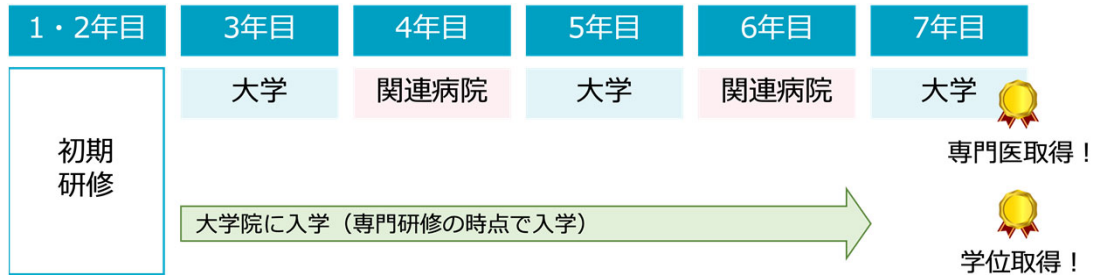 1・2年目
3年目
4年目
5年目
6年目
7年目
大学
関連病院
大学
関連病院
大学
初期
研修
専門医取得！
大学院に入学（専門研修の時点で入学）
学位取得！